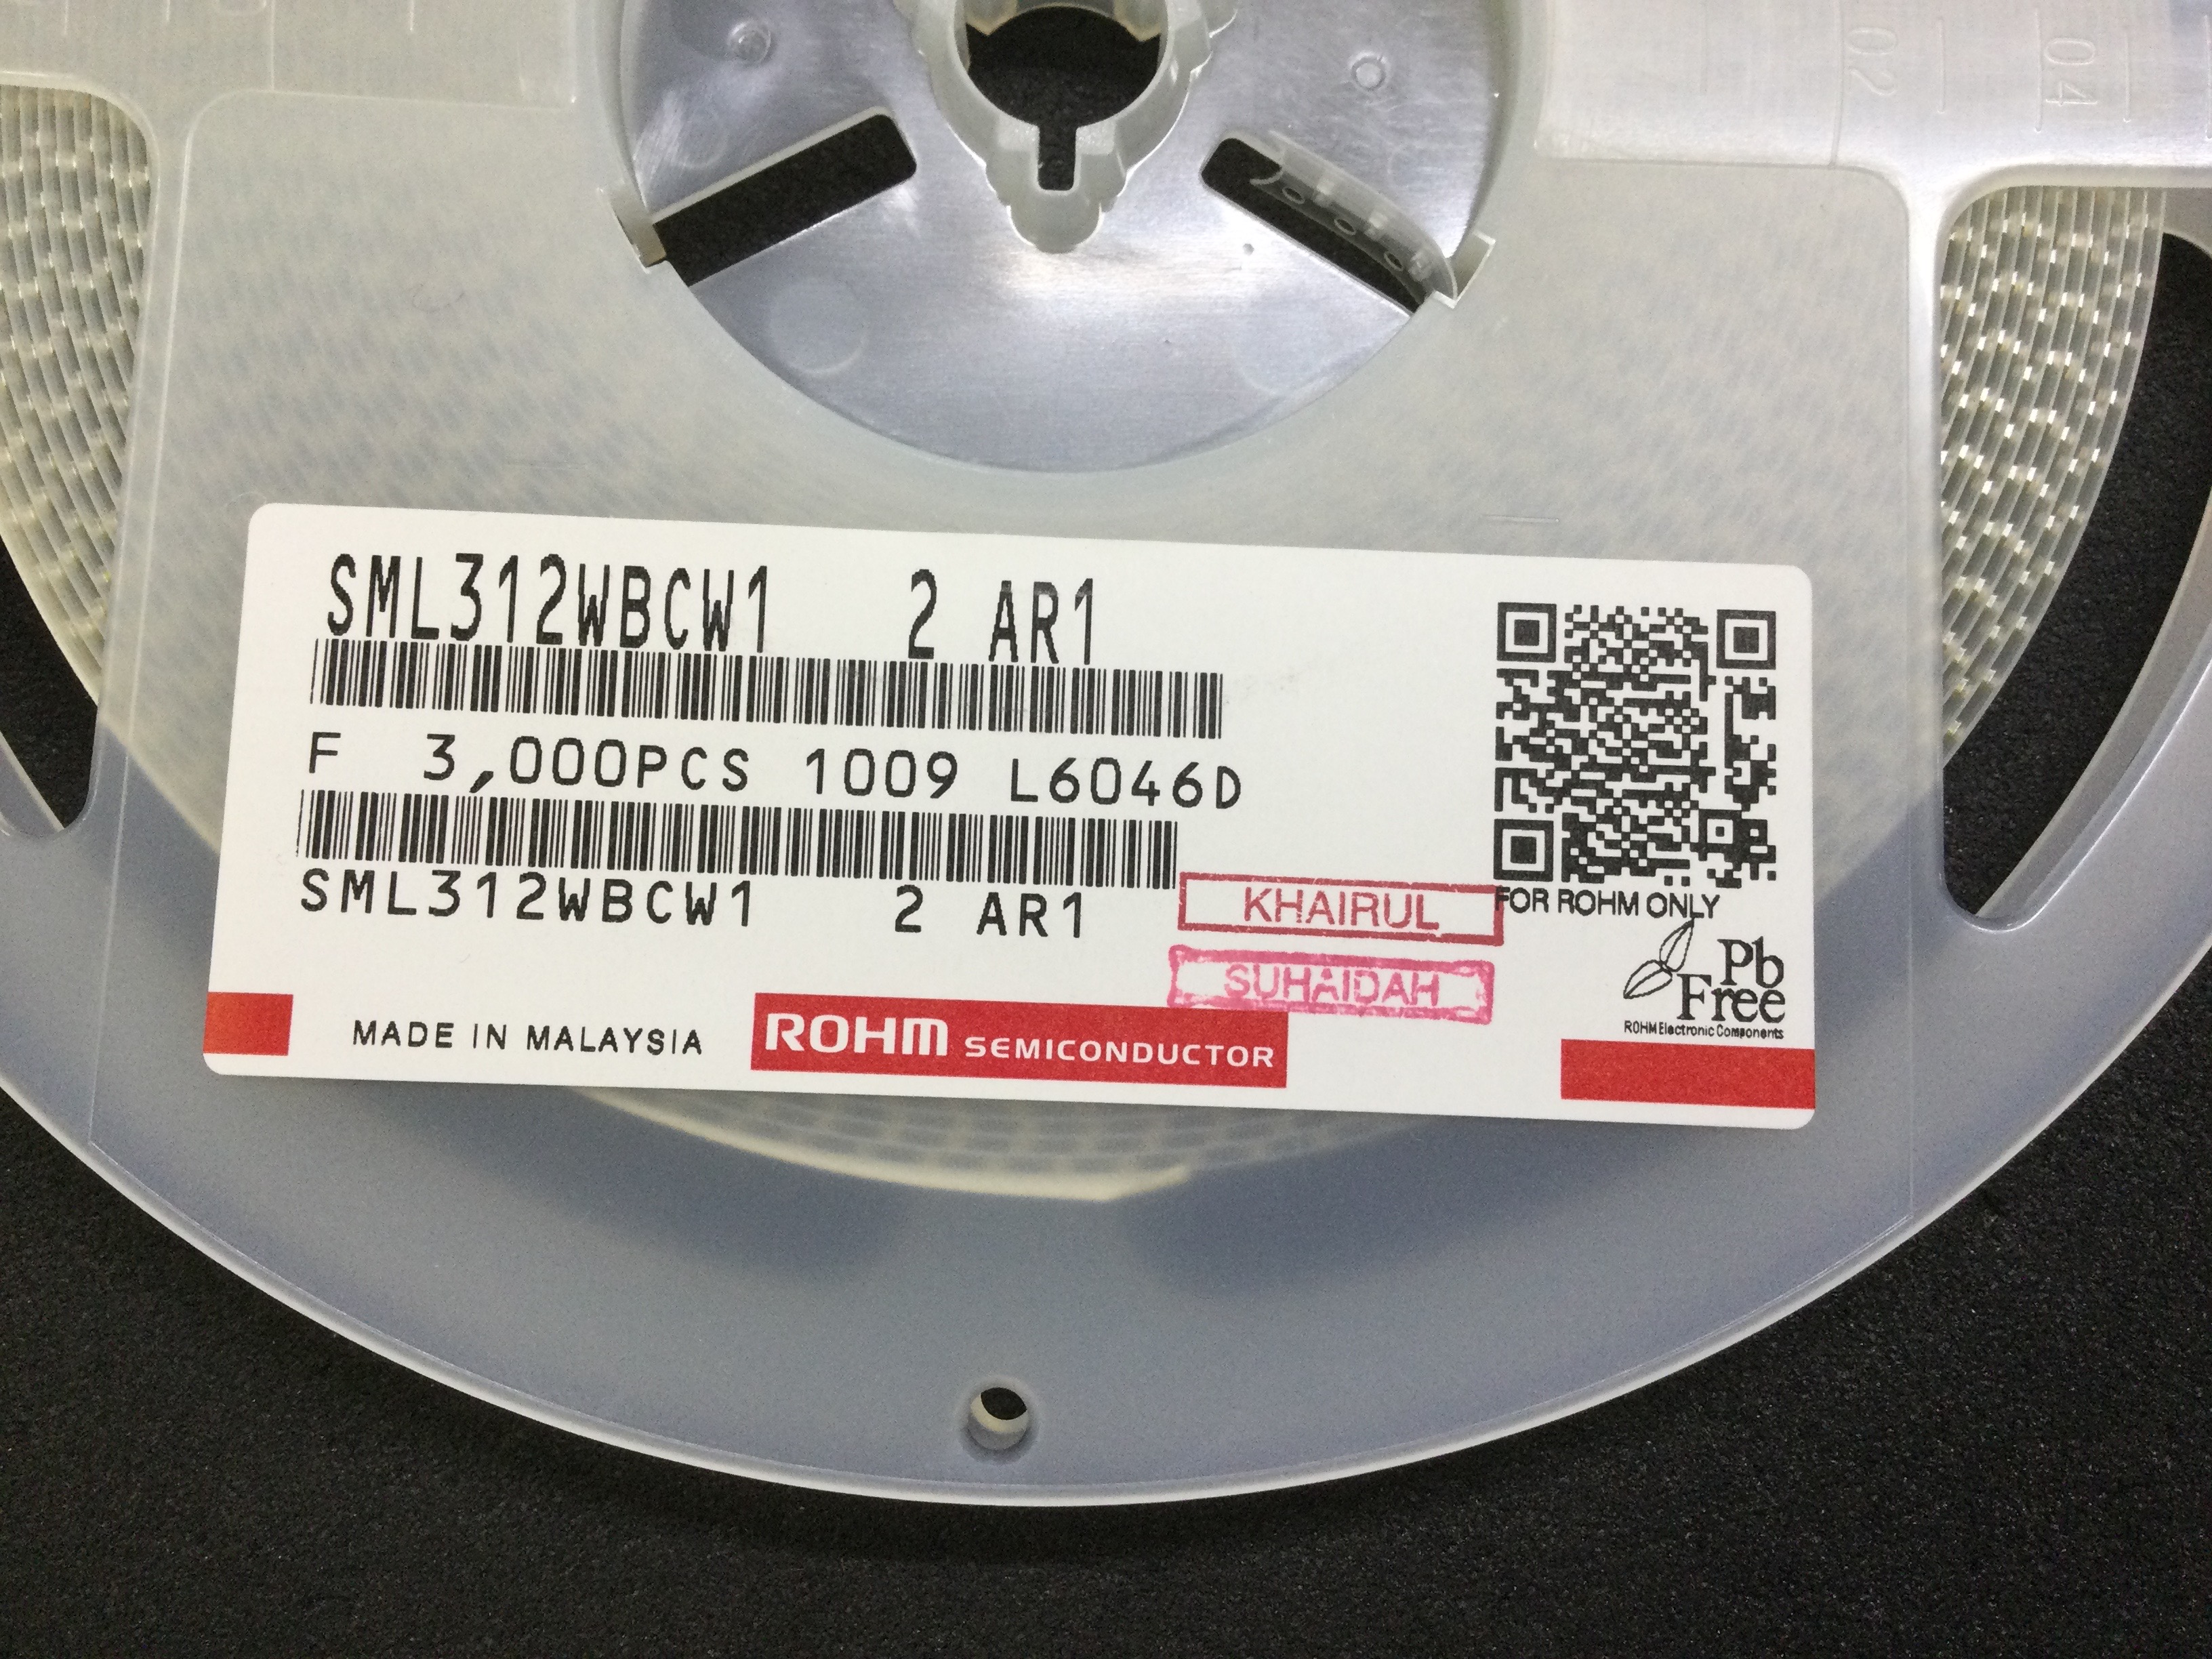 02
04
SML312WBCW1 2 AR1
F 3,000PCS 1009 L6046D
SML312WBCW1 2 AR1
KHAIRUL
SUHAIDAH
FOR ROHM ONLY
Pb
Free
ROHM Electronic Components
MADE IN MALAYSIA
ROHM SEMICONDUCTOR